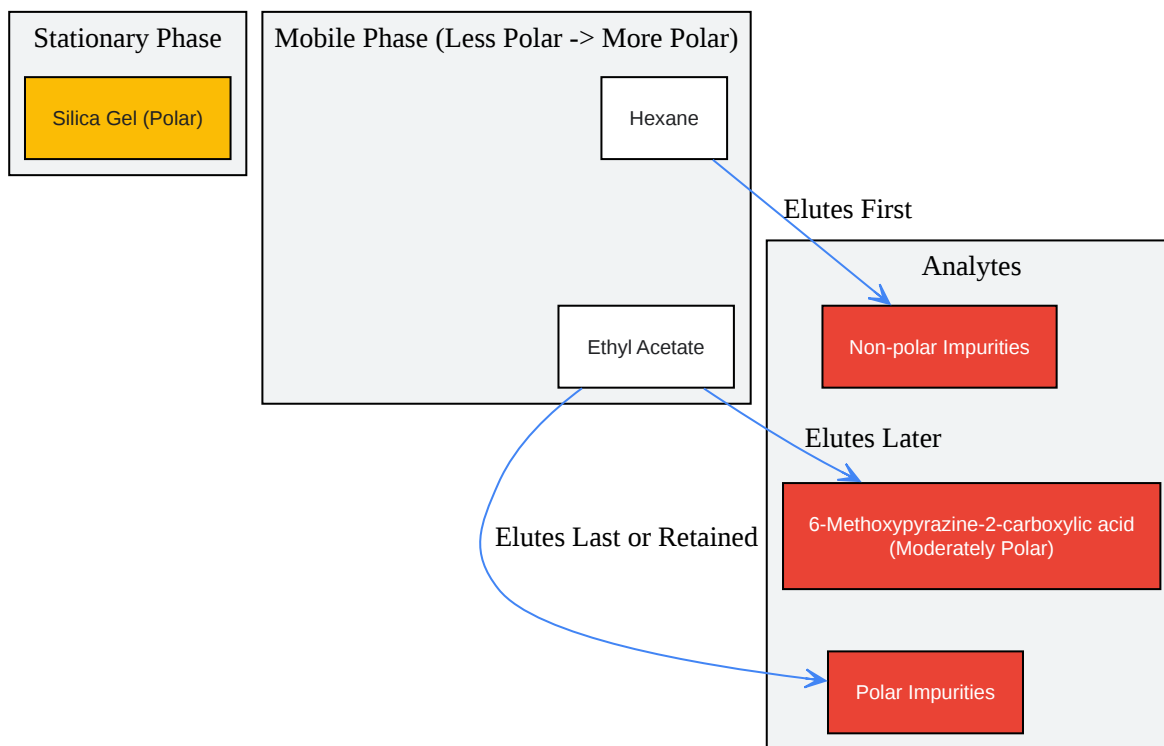 Stationary Phase
Silica Gel (Polar)
Mobile Phase (Less Polar -> More Polar)
Hexane
Elutes First
Analytes
Non-polar Impurities
Ethyl Acetate
Elutes Later
6-Methoxypyrazine-2-carboxylic acid
(Moderately Polar)
Elutes Last or Retained
Polar Impurities